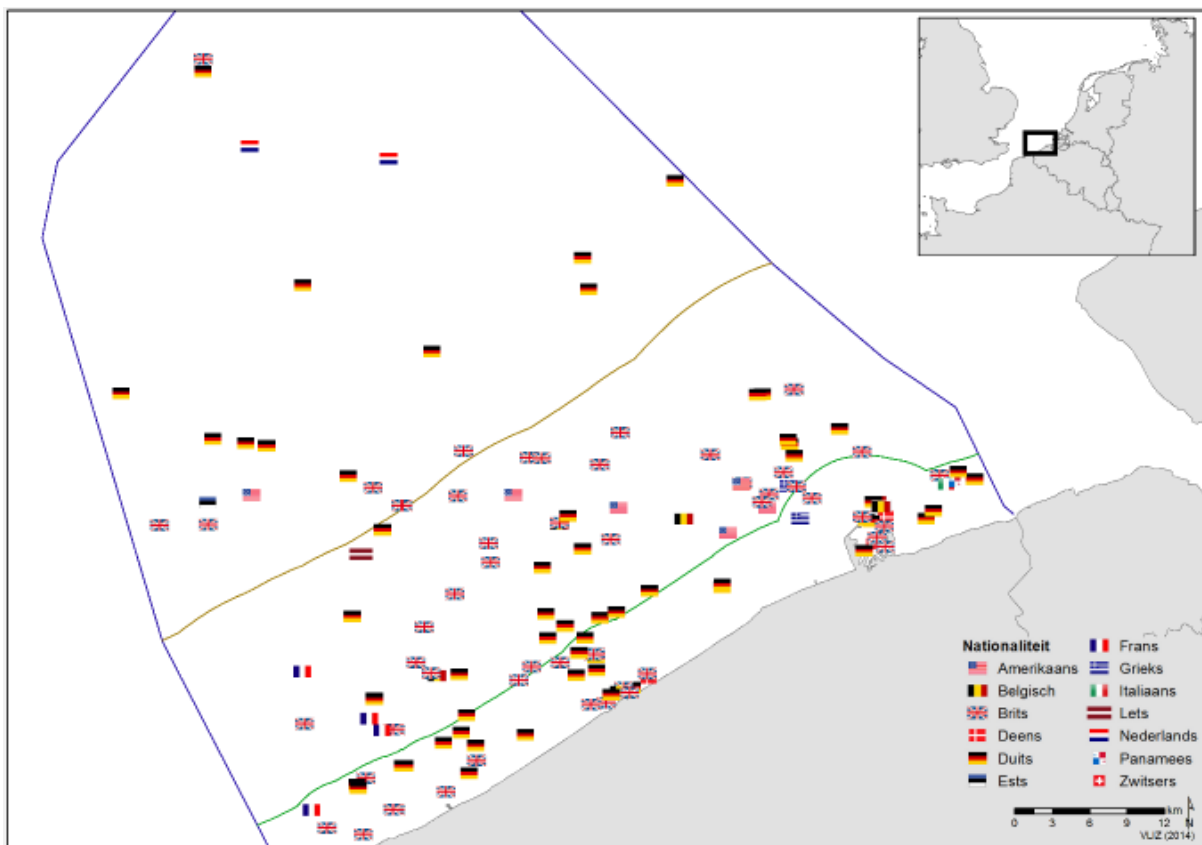 Nationaliteit
Amerikaans
Belgisch
Brits
Deens
Duits
Ests
Frans
Grieks
Italiaans
Lets
Nederlands
Panamees
Zwitsers
km
0 3 6 9 12
N
VLIZ (2014)